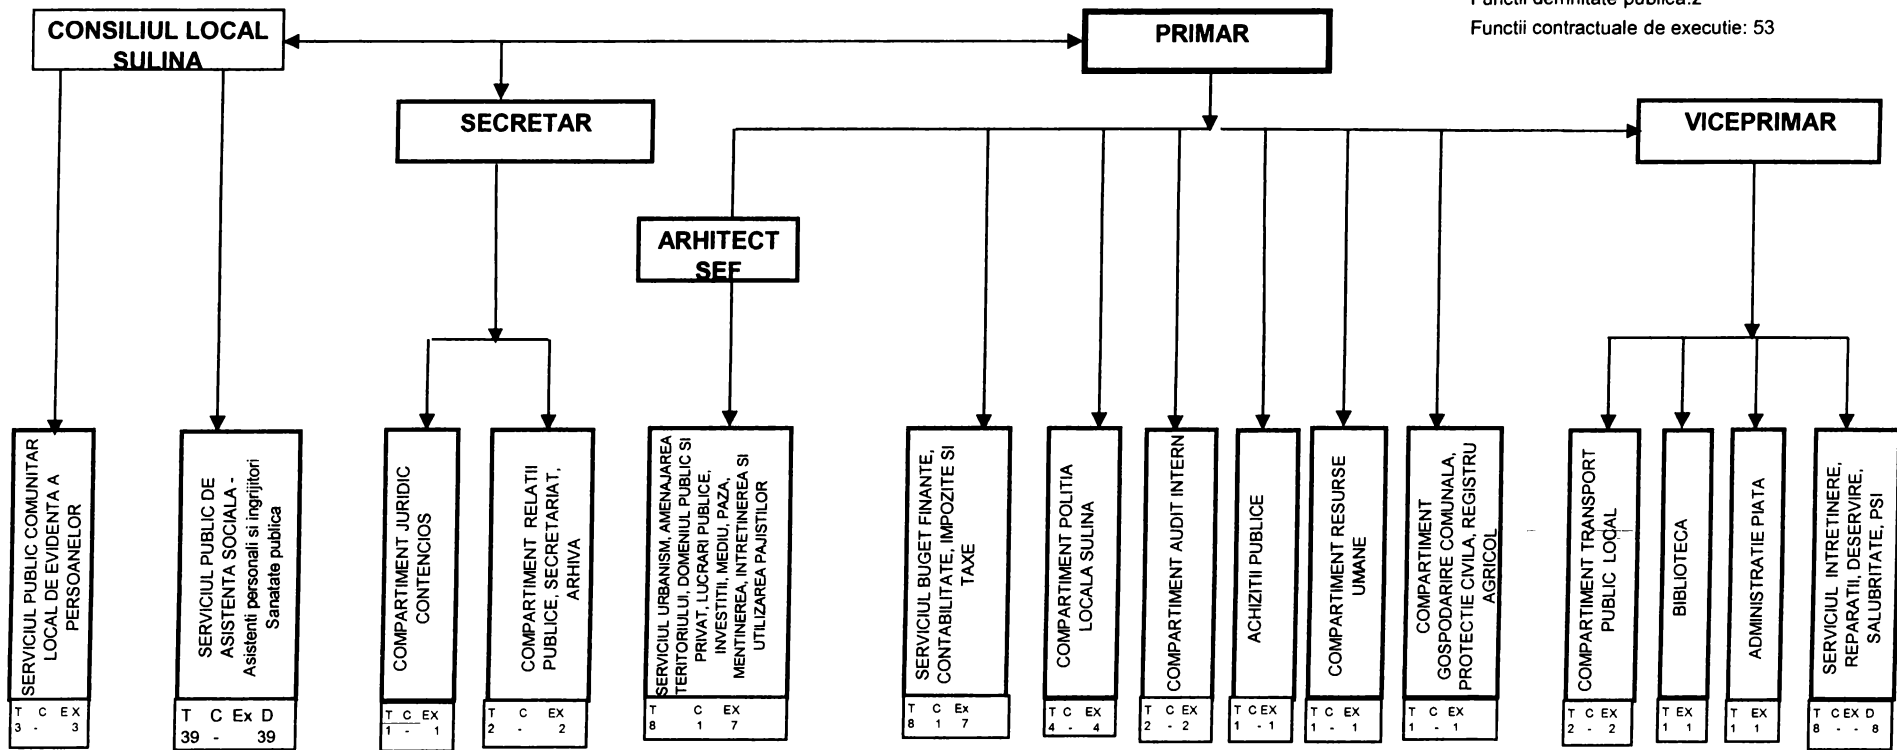 Functii demnitate publica:2
Functii contractuale de executie: 53
CONSILIUL LOCAL
SULINA
PRIMAR
SECRETAR
VICEPRIMAR
ARHITECT
SEF
SERVICIUL PUBLIC COMUNITAR
LOCAL DE EVIDENTA A
PERSOANELOR
T C EX
3 - 3
SERVICIUL PUBLIC DE
ASISTENTA SOCIALA -
Asistenti personali si ingrijitori
Sanatate publica
T C Ex D
39 - 39
COMPARTIMENT JURIDIC
CONTENCIOS
T C EX
1 - 1
COMPARTIMENT RELATII
PUBLICE, SECRETARIAT,
ARHIVA
T C EX
2 - 2
SERVICIUL URBANISM, AMENAJAREA
TERITORIULUI, DOMENIUL PUBLIC SI
PRIVAT, LUCRARI PUBLICE,
INVESTITII, MEDIU, PAZA,
MENTINEREA, INTRETINEREA SI
UTILIZAREA PAJISTILOR
T C EX
8 1 7
SERVICIUL BUGET FINANTE,
CONTABILITATE, IMPOZITE SI
TAXE
T C Ex
8 1 7
COMPARTIMENT POLITIA
LOCALA SULINA
T C EX
4 - 4
COMPARTIMENT AUDIT INTERN
T C EX
2 - 2
ACHIZITII PUBLICE
T C EX
1 - 1
COMPARTIMENT RESURSE
UMANE
T C EX
1 - 1
COMPARTIMENT
GOSPODARIRE COMUNALA,
PROTECTIE CIVILA, REGISTRU
AGRICOL
T C EX
1 - 1
COMPARTIMENT TRANSPORT
PUBLIC LOCAL
T C EX
2 - 2
BIBLIOTECA
T EX
1 1
ADMINISTRATIE PIATA
T EX
1 1
SERVICIUL INTRETINERE,
REPARATII, DESERVIRE,
SALUBRITATE, PSI
T C EX D
8 - - 8